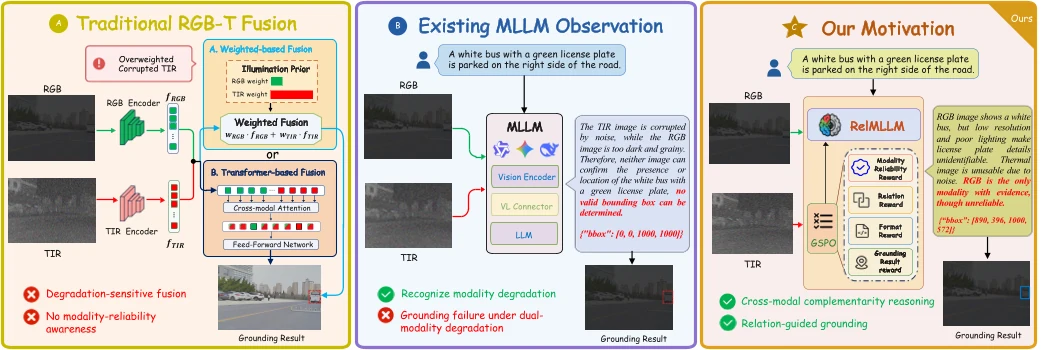 A Traditional RGB-T Fusion
Overweighted
Corrupted TIR
RGB
RGB Encoder
f_RGB
TIR Encoder
f_TIR
TIR
A. Weighted-based Fusion
Illumination Prior
RGB weight
TIR weight
Weighted Fusion
w_RGB · f_RGB + w_TIR · f_TIR
or
B. Transformer-based Fusion
Cross-modal Attention
Feed-Forward Network
Degradation-sensitive fusion
No modality-reliability
awareness
Grounding Result
B Existing MLLM Observation
A white bus with a green license plate
is parked on the right side of the road.
RGB
TIR
MLLM
Vision Encoder
VL Connector
LLM
The TIR image is corrupted
by noise, while the RGB
image is too dark and grainy.
Therefore, neither image can
confirm the presence or
location of the white bus with
a green license plate, no
valid bounding box can be
determined.
{"bbox": [0, 0, 1000, 1000]}
Recognize modality degradation
Grounding failure under dual-
modality degradation
Grounding Result
Ours
C Our Motivation
A white bus with a green license plate
is parked on the right side of the road.
RGB
TIR
RelMLLM
GSPO
Modality
Reliability
Reward
Relation
Reward
Format
Reward
Grounding
Result
reward
RGB image shows a white
bus, but low resolution
and poor lighting make
license plate details
unidentifiable. Thermal
image is unusable due to
noise. RGB is the only
modality with evidence,
though unreliable.
{"bbox": [890, 396, 1000,
572]}
Cross-modal complementarity reasoning
Relation-guided grounding
Grounding Result